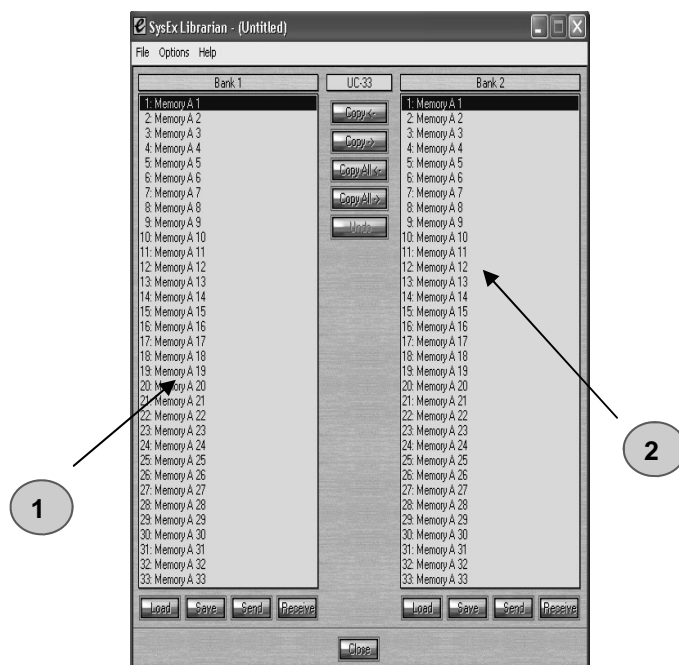 SysEx Librarian - (Untitled)
File Options Help
Bank 1
UC-33
Bank 2
1: Memory A 1
2: Memory A 2
3: Memory A 3
4: Memory A 4
5: Memory A 5
6: Memory A 6
7: Memory A 7
8: Memory A 8
9: Memory A 9
10: Memory A 10
11: Memory A 11
12: Memory A 12
13: Memory A 13
14: Memory A 14
15: Memory A 15
16: Memory A 16
17: Memory A 17
18: Memory A 18
19: Memory A 19
20: Memory A 20
21: Memory A 21
22: Memory A 22
23: Memory A 23
24: Memory A 24
25: Memory A 25
26: Memory A 26
27: Memory A 27
28: Memory A 28
29: Memory A 29
30: Memory A 30
31: Memory A 31
32: Memory A 32
33: Memory A 33
Load Save Send Receive
Copy <-
Copy ->
Copy All <-
Copy All ->
Undo
1: Memory A 1
2: Memory A 2
3: Memory A 3
4: Memory A 4
5: Memory A 5
6: Memory A 6
7: Memory A 7
8: Memory A 8
9: Memory A 9
10: Memory A 10
11: Memory A 11
12: Memory A 12
13: Memory A 13
14: Memory A 14
15: Memory A 15
16: Memory A 16
17: Memory A 17
18: Memory A 18
19: Memory A 19
20: Memory A 20
21: Memory A 21
22: Memory A 22
23: Memory A 23
24: Memory A 24
25: Memory A 25
26: Memory A 26
27: Memory A 27
28: Memory A 28
29: Memory A 29
30: Memory A 30
31: Memory A 31
32: Memory A 32
33: Memory A 33
Load Save Send Receive
Close
1
2